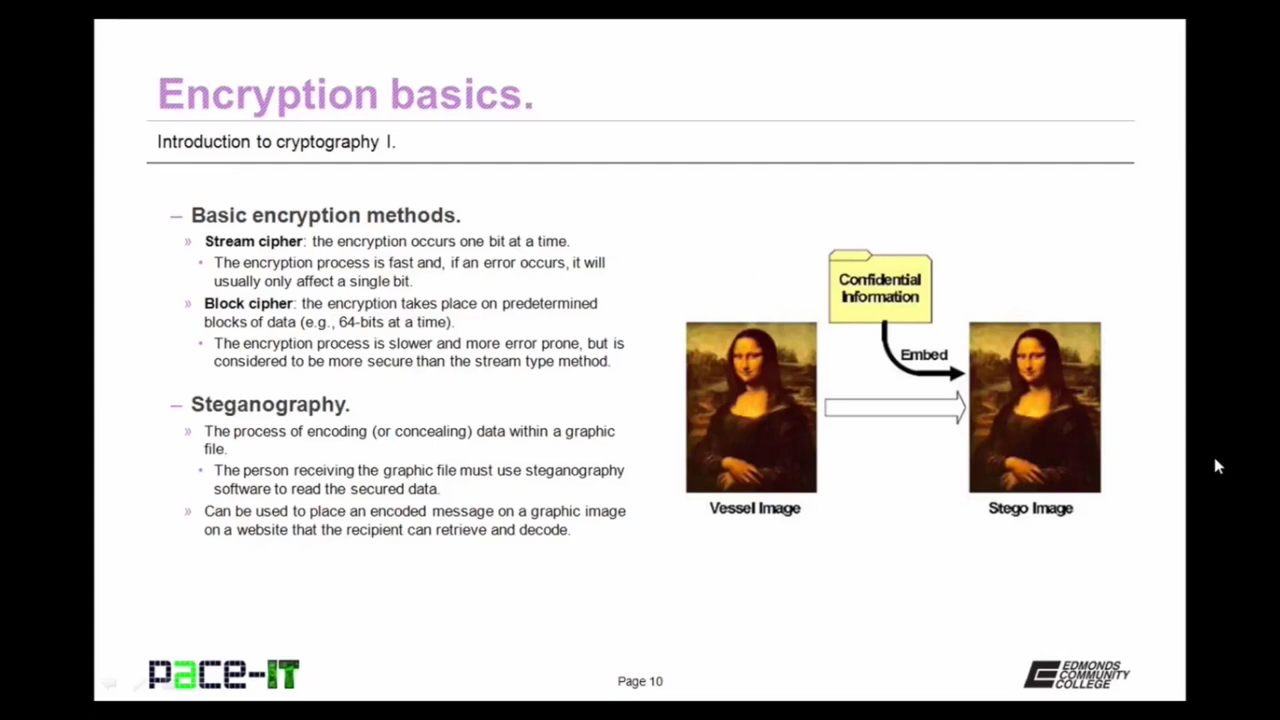 Encryption basics.
Introduction to cryptography I.
– Basic encryption methods.
» Stream cipher: the encryption occurs one bit at a time.
• The encryption process is fast and, if an error occurs, it will
usually only affect a single bit.
» Block cipher: the encryption takes place on predetermined
blocks of data (e.g., 64-bits at a time).
• The encryption process is slower and more error prone, but is
considered to be more secure than the stream type method.
– Steganography.
» The process of encoding (or concealing) data within a graphic
file.
• The person receiving the graphic file must use steganography
software to read the secured data.
» Can be used to place an encoded message on a graphic image
on a website that the recipient can retrieve and decode.
Confidential
Information
Embed
Vessel Image
Stego Image
pace-IT
Page 10
EDMONDS
COMMUNITY
COLLEGE